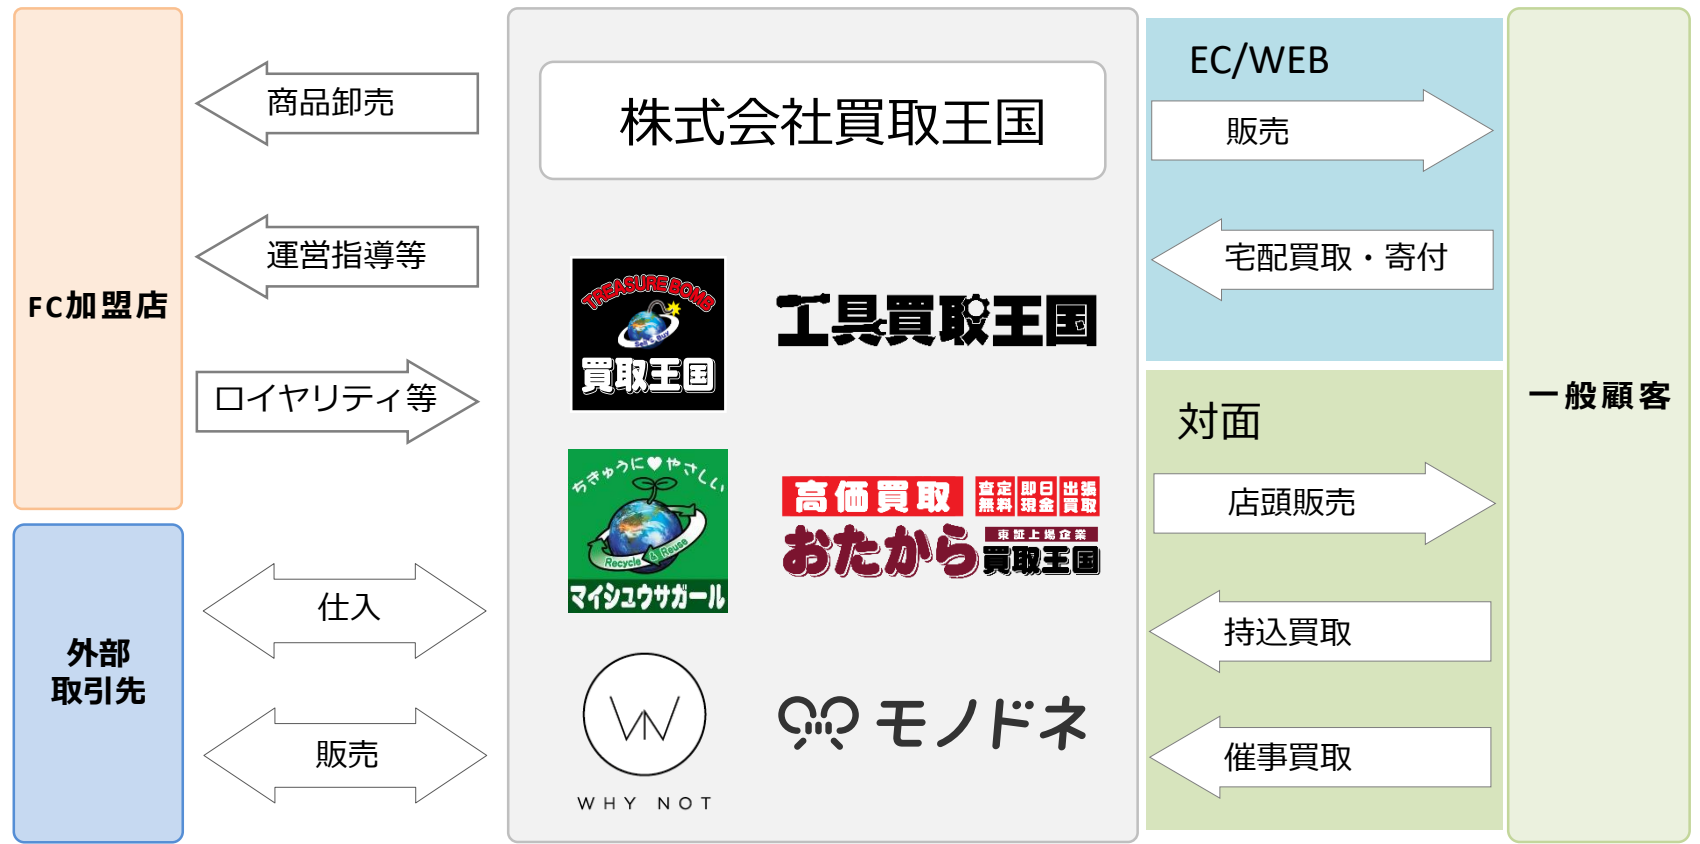 FC加盟店
外部
取引先
商品卸売
運営指導等
ロイヤリティ等
仕入
販売
株式会社買取王国
TREASURE BOMB
Sell & Buy
買取王国
工具買取王国
ちきゅうに♥やさしい
Recycle & Reuse
マイシュウサガール
高価買取
査定無料
即日現金
出張買取
おたから
東証上場企業
買取王国
WHY NOT
モノドネ
EC/WEB
販売
宅配買取・寄付
対面
店頭販売
持込買取
催事買取
一般顧客